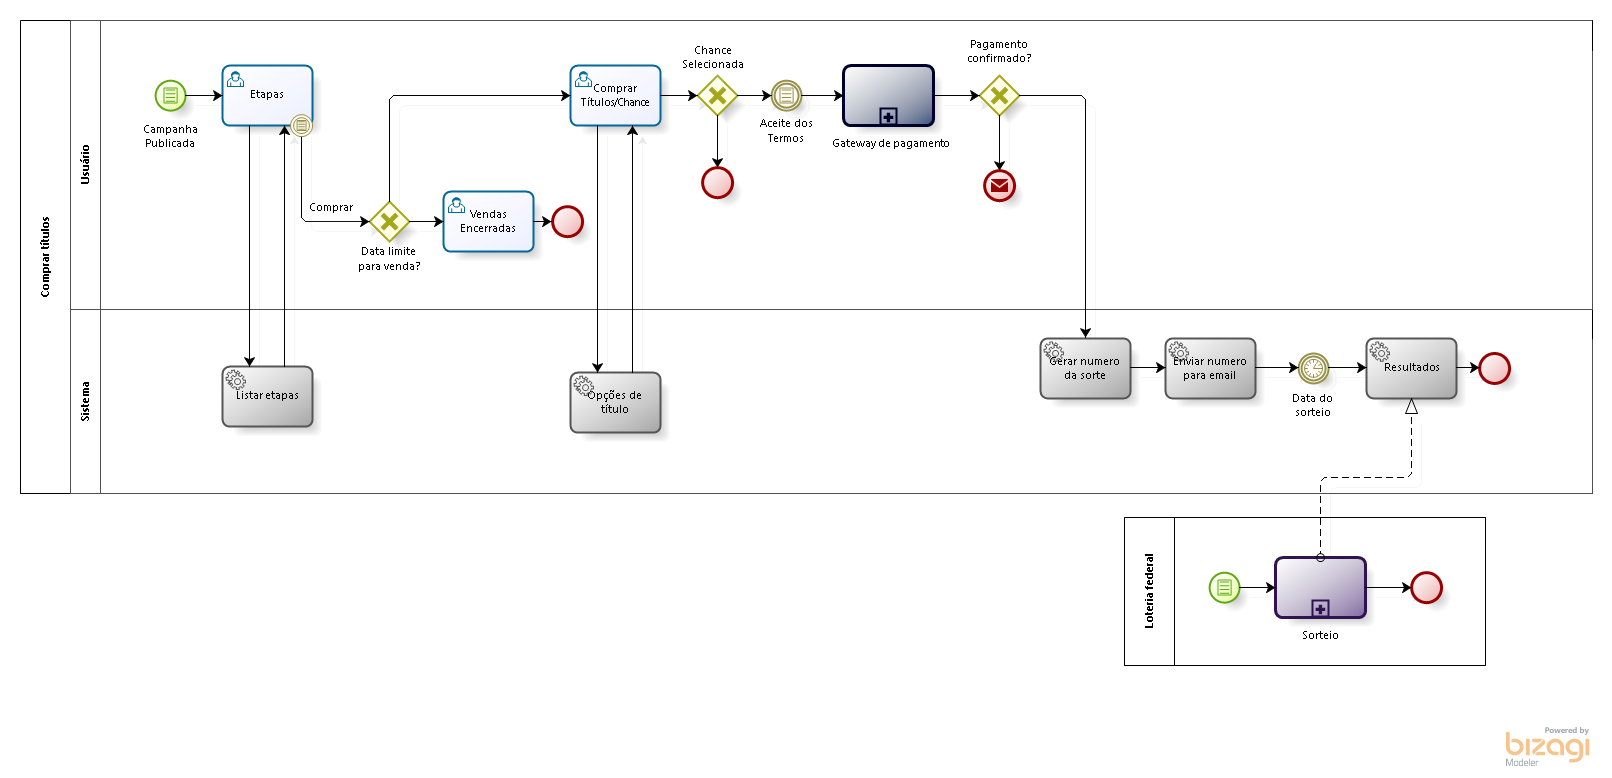 Comprar títulos
Usuário
Campanha
Publicada
Etapas
Comprar
Data limite
para venda?
Vendas
Encerradas
Comprar
Títulos/Chance
Chance
Selecionada
Aceite dos
Termos
Gateway de pagamento
Pagamento
confirmado?
Sistema
Listar etapas
Opções de
título
Gerar numero
da sorte
Enviar numero
para email
Data do
sorteio
Resultados
Loteria federal
Sorteio
Powered by
bizagi
Modeler